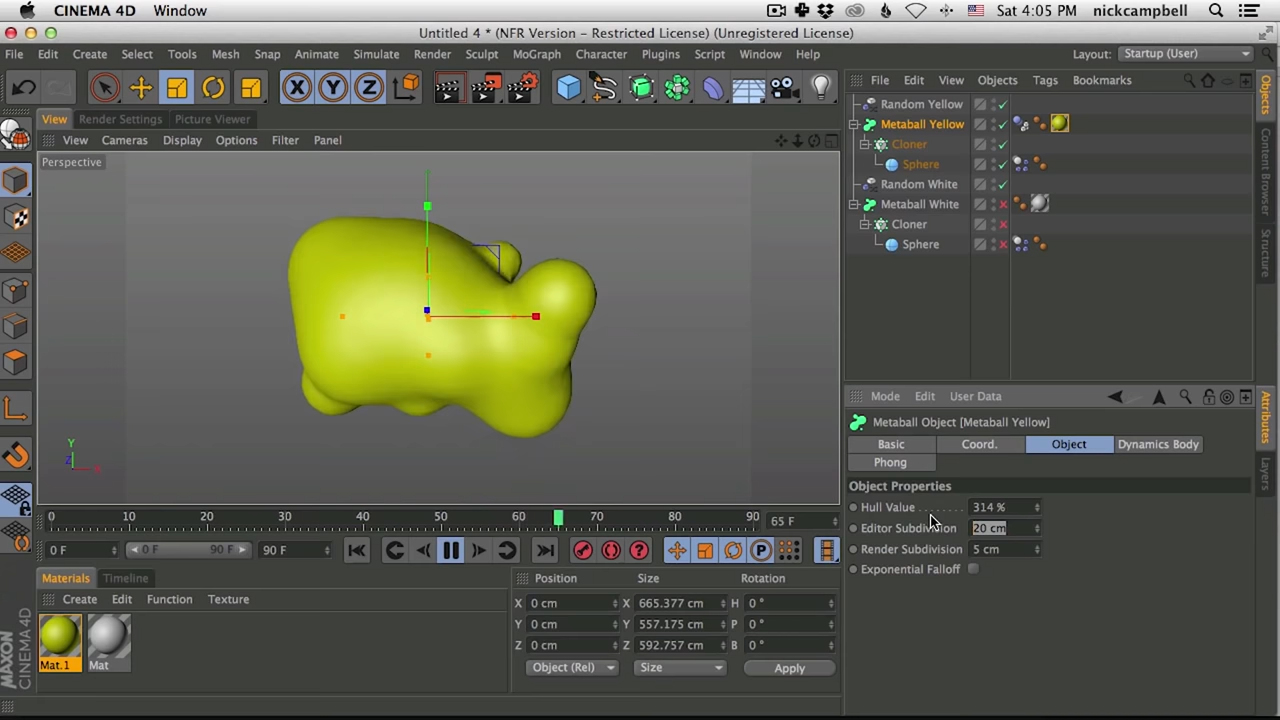 CINEMA 4D Window Sat 4:05 PM nickcampbell
Untitled 4 * (NFR Version - Restricted License) (Unregistered License)
File Edit Create Select Tools Mesh Snap Animate Simulate Render Sculpt MoGraph Character Plugins Script Window Help Layout: Startup (User)
X Y Z
File Edit View Objects Tags Bookmarks
View Render Settings Picture Viewer
View Cameras Display Options Filter Panel
Perspective
Random Yellow
Metaball Yellow
Cloner
Sphere
Random White
Metaball White
Cloner
Sphere
Objects
Content Browser
Structure
Y
Z X
Mode Edit User Data
Metaball Object [Metaball Yellow]
Basic Coord. Object Dynamics Body
Phong
Object Properties
Hull Value 314 %
Editor Subdivision 20 cm
Render Subdivision 5 cm
Exponential Falloff
Attributes
Layers
0 10 20 30 40 50 60 70 80 90 65 F
0 F 0 F 90 F 90 F
P
Materials Timeline
Create Edit Function Texture
Mat.1 Mat
Position Size Rotation
X 0 cm X 665.377 cm H 0 °
Y 0 cm Y 557.175 cm P 0 °
Z 0 cm Z 592.757 cm B 0 °
Object (Rel) Size Apply
MAXON
CINEMA 4D